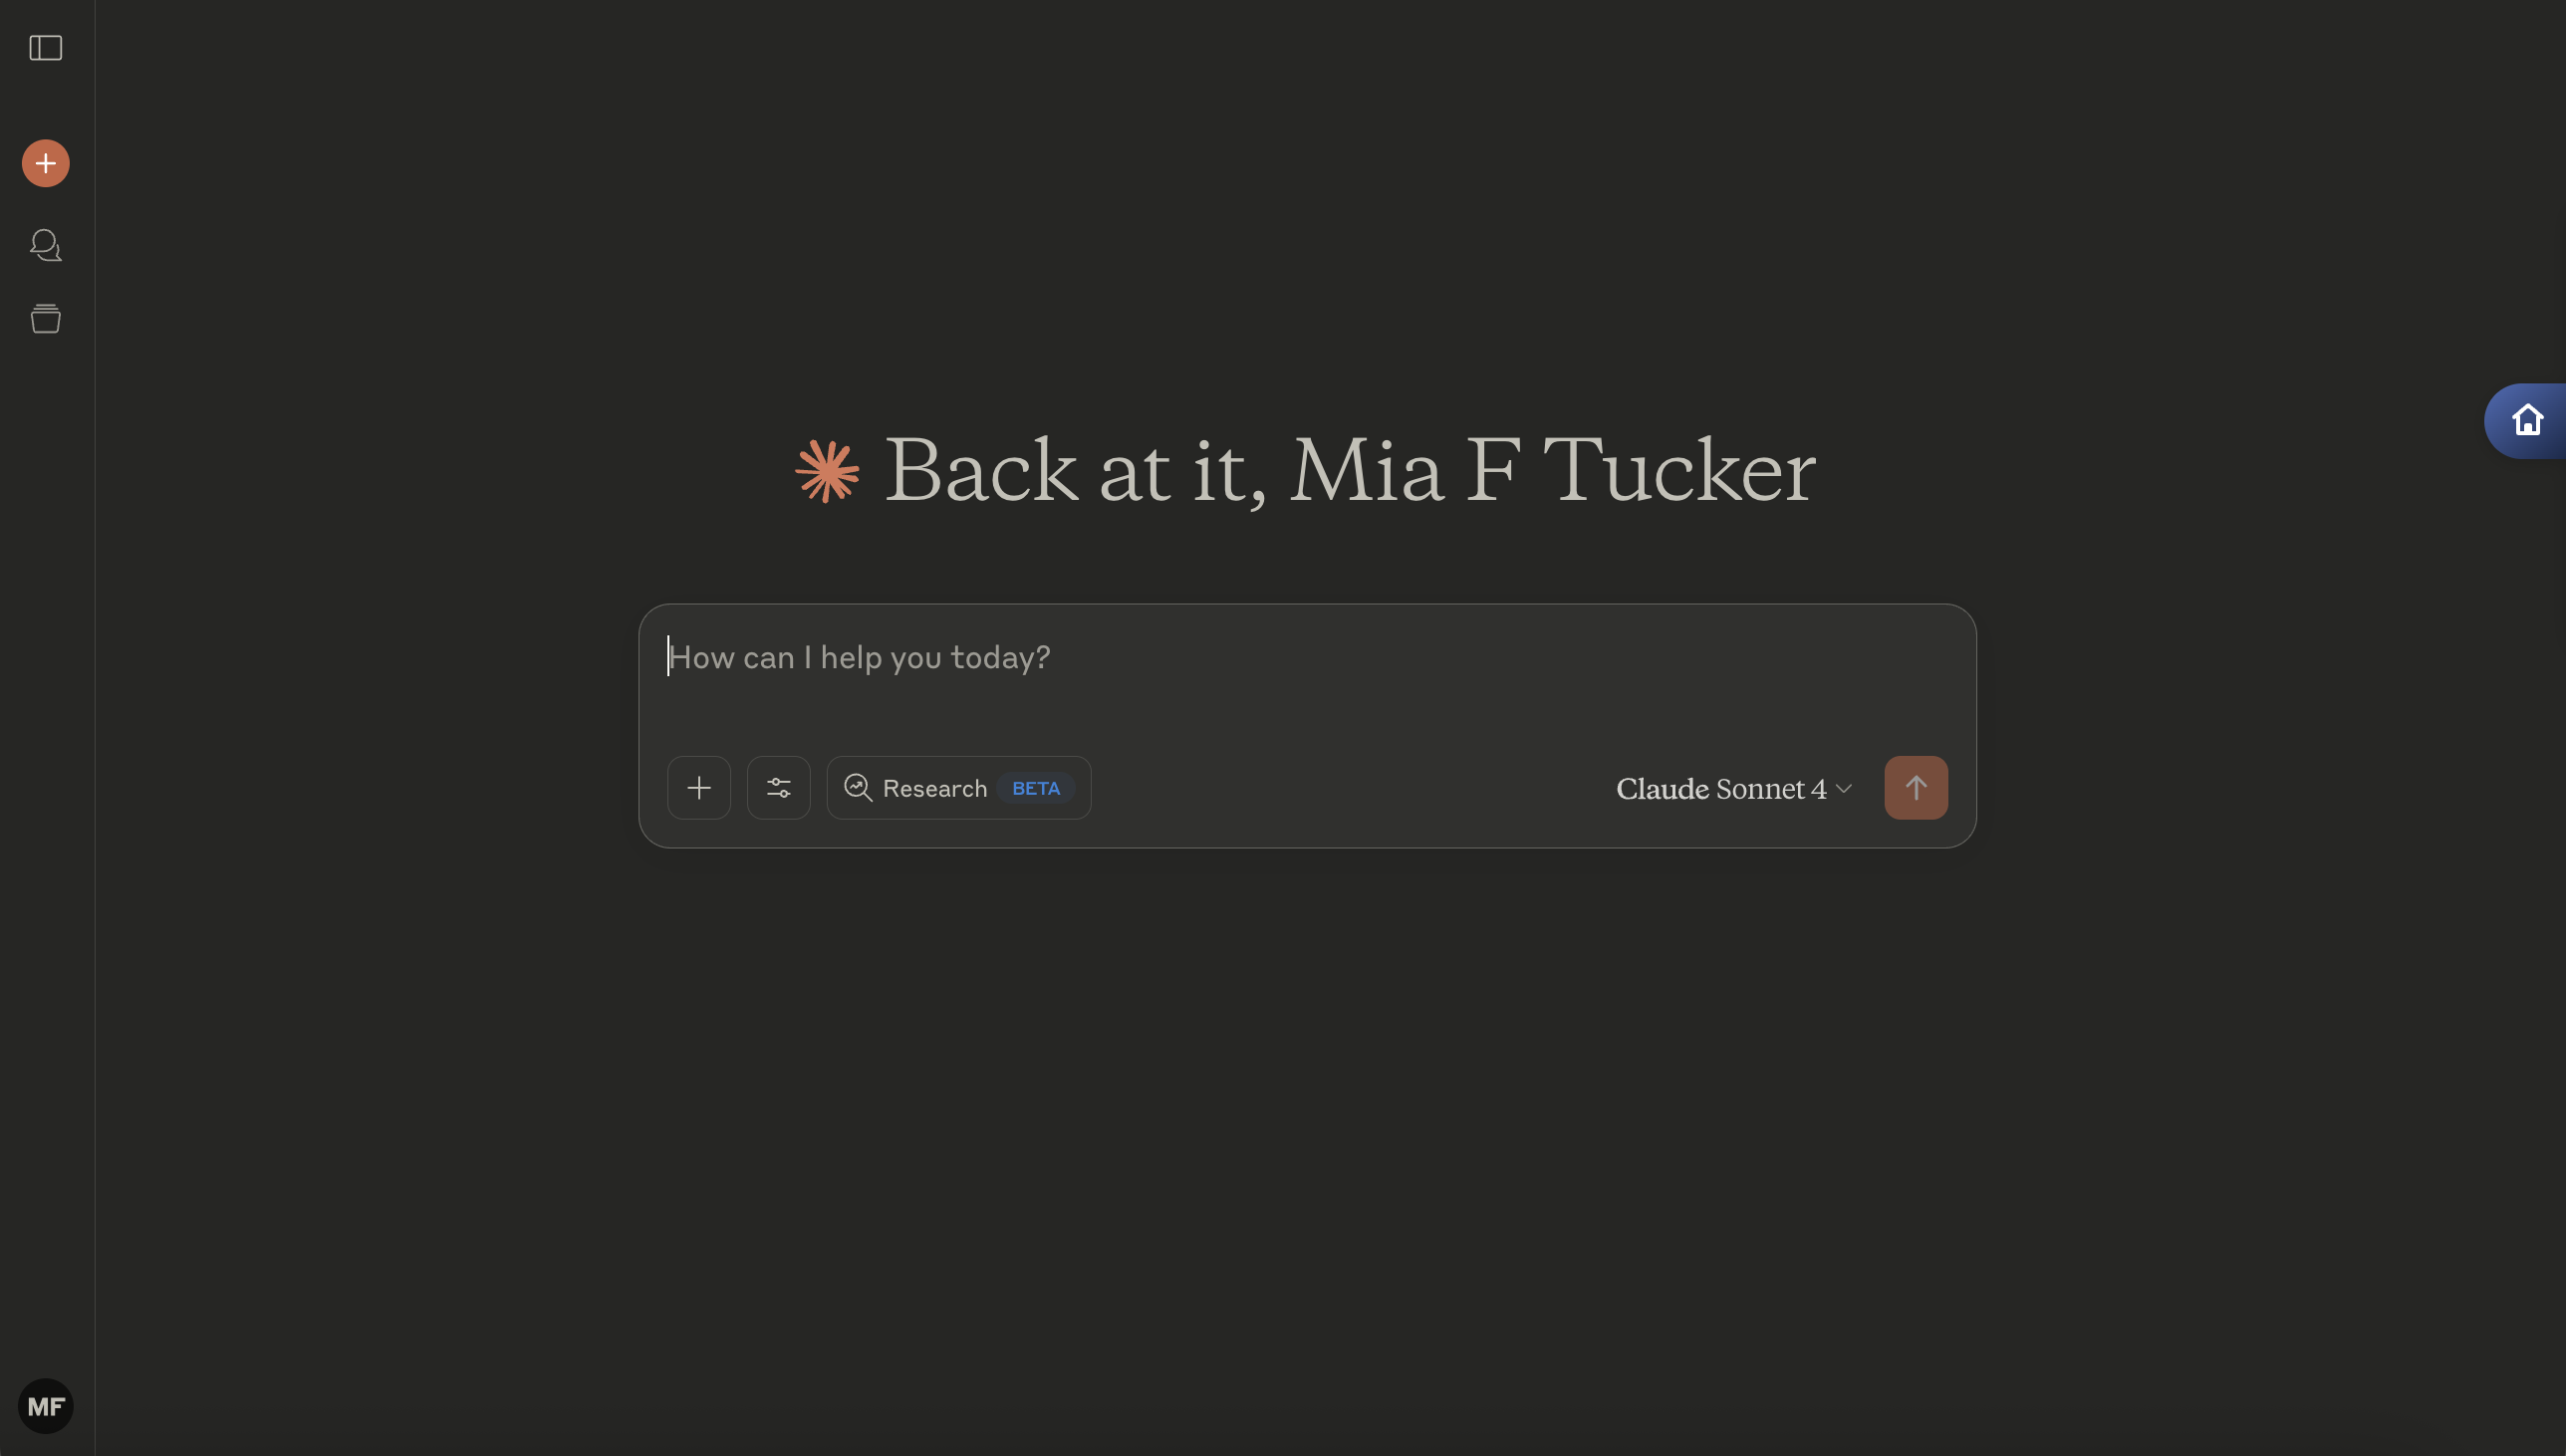 Back at it, Mia F Tucker
How can I help you today?
Research BETA
Claude Sonnet 4
MF